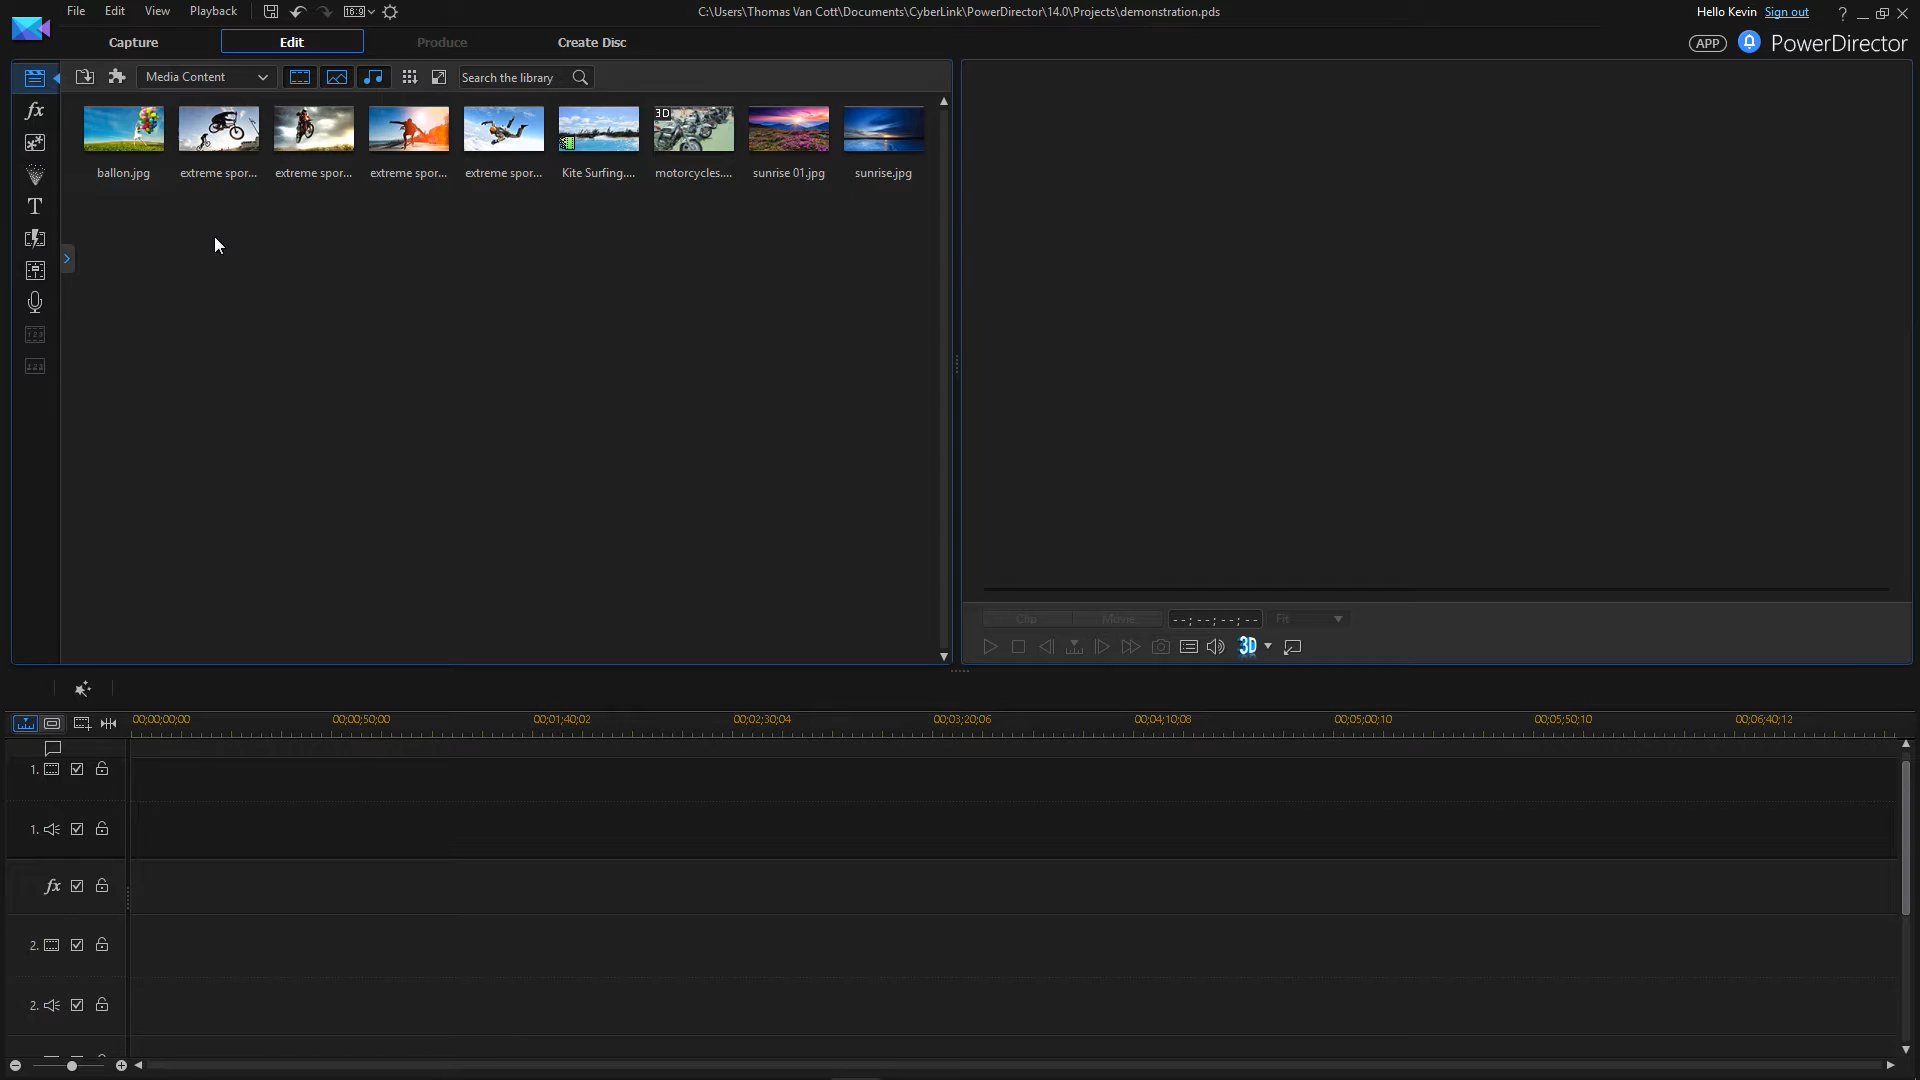 File Edit View Playback 16:9 C:\Users\Thomas Van Cott\Documents\CyberLink\PowerDirector\14.0\Projects\demonstration.pds Hello Kevin Sign out ?
Capture Edit Produce Create Disc APP PowerDirector
Media Content Search the library
3D
ballon.jpg extreme spor... extreme spor... extreme spor... extreme spor... Kite Surfing.... motorcycles.... sunrise 01.jpg sunrise.jpg
fx
T
Clip Movie --;--;--;-- Fit
3D
00;00;00;00 00;00;50;00 00;01;40;02 00;02;30;04 00;03;20;06 00;04;10;08 00;05;00;10 00;05;50;10 00;06;40;12
1.
1.
fx
2.
2.